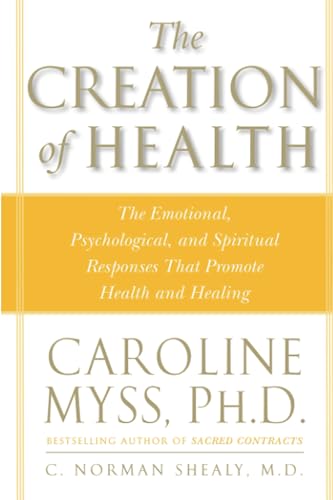 The
CREATION
of HEALTH
The Emotional,
Psychological, and Spiritual
Responses That Promote
Health and Healing
CAROLINE
MYSS, PH.D.
BESTSELLING AUTHOR OF SACRED CONTRACTS
C. NORMAN SHEALY, M.D.